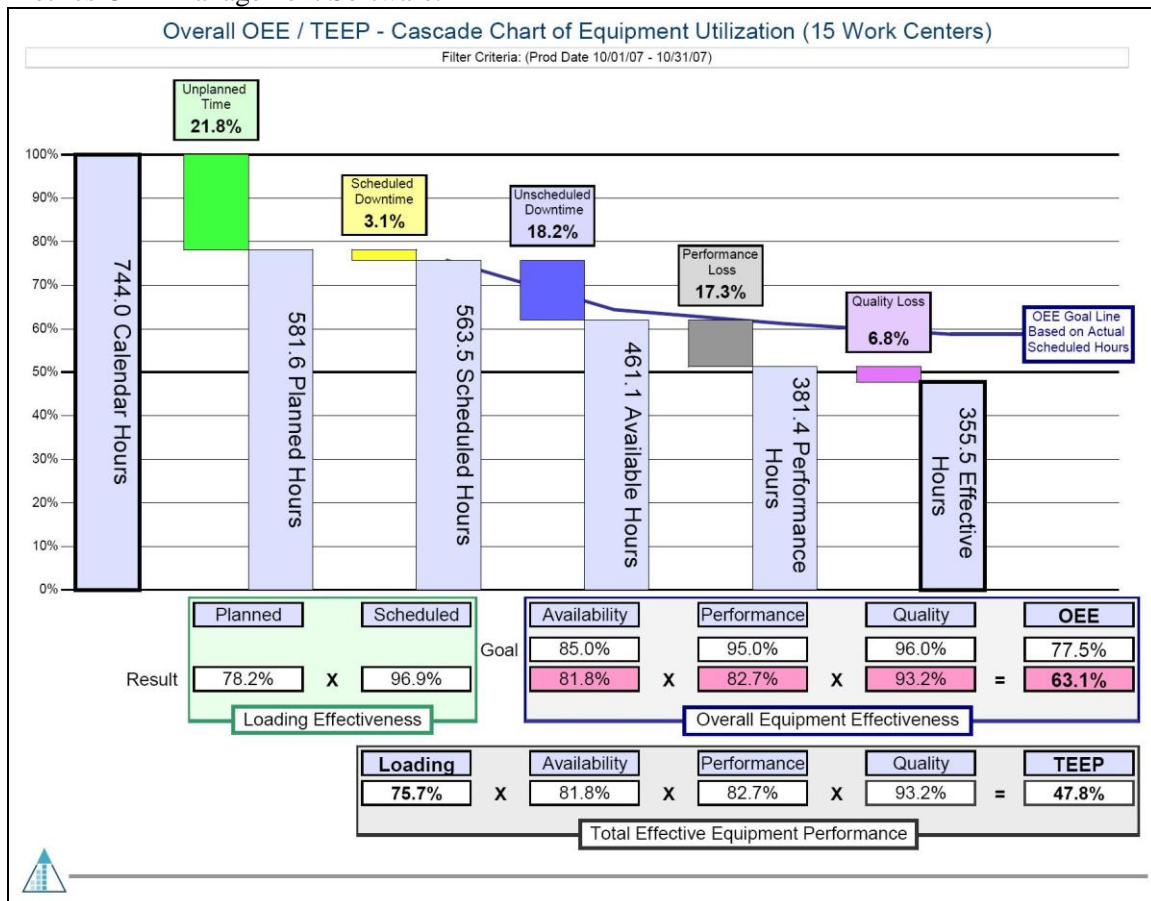 Overall OEE / TEEP - Cascade Chart of Equipment Utilization (15 Work Centers)
Filter Criteria: (Prod Date 10/01/07 - 10/31/07)
Unplanned
Time
21.8%
Scheduled
Downtime
3.1%
Unscheduled
Downtime
18.2%
Performance
Loss
17.3%
Quality Loss
6.8%
OEE Goal Line
Based on Actual
Scheduled Hours
100%
90%
80%
70%
60%
50%
40%
30%
20%
10%
0%
744.0 Calendar Hours
581.6 Planned Hours
563.5 Scheduled Hours
461.1 Available Hours
381.4 Performance
Hours
355.5 Effective
Hours
Planned Scheduled Availability Performance Quality OEE
Goal 85.0% 95.0% 96.0% 77.5%
Result 78.2% X 96.9% 81.8% X 82.7% X 93.2% = 63.1%
Loading Effectiveness Overall Equipment Effectiveness
Loading Availability Performance Quality TEEP
75.7% X 81.8% X 82.7% X 93.2% = 47.8%
Total Effective Equipment Performance